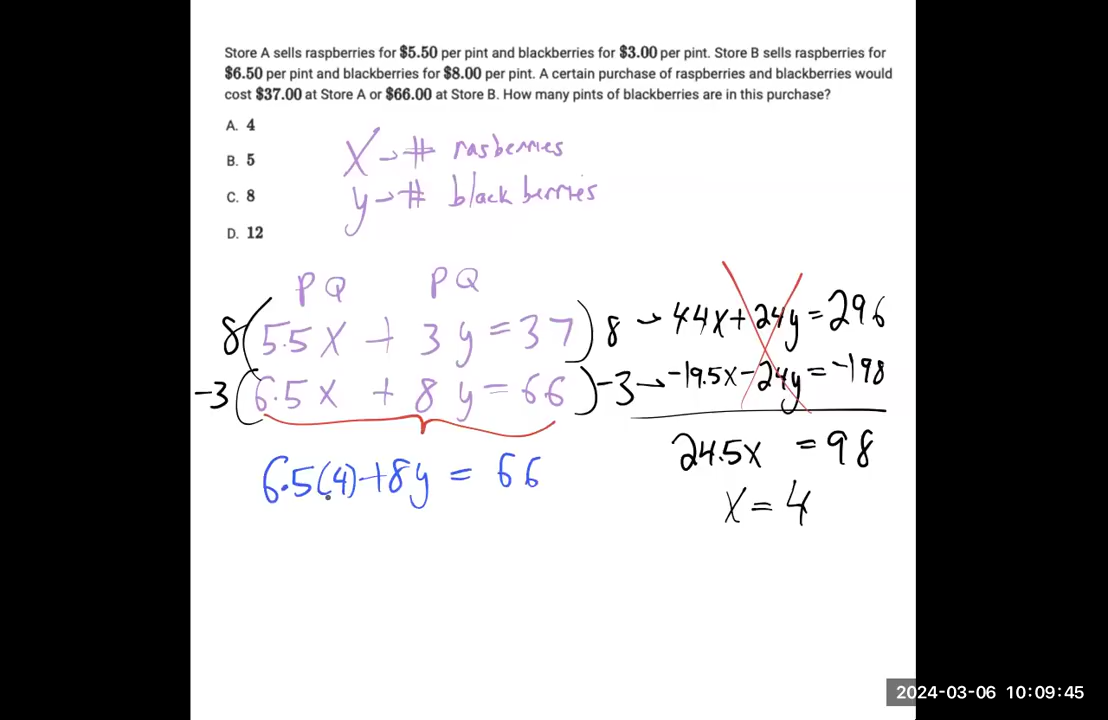 Store A sells raspberries for $5.50 per pint and blackberries for $3.00 per pint. Store B sells raspberries for
$6.50 per pint and blackberries for $8.00 per pint. A certain purchase of raspberries and blackberries would
cost $37.00 at Store A or $66.00 at Store B. How many pints of blackberries are in this purchase?
A. 4
B. 5
C. 8
D. 12
X → # rasberries
y → # black berries
P Q P Q
8(5.5X + 3y = 37)8 → 44x + 24y = 296
-3(6.5x + 8y = 66)-3 → -19.5x - 24y = -198
24.5x = 98
6.5(4) + 8y = 66
X = 4
2024-03-06 10:09:45